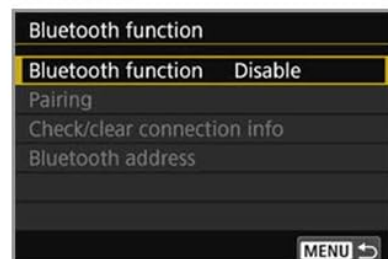 Bluetooth function
Bluetooth function Disable
Pairing
Check/clear connection info
Bluetooth address
MENU